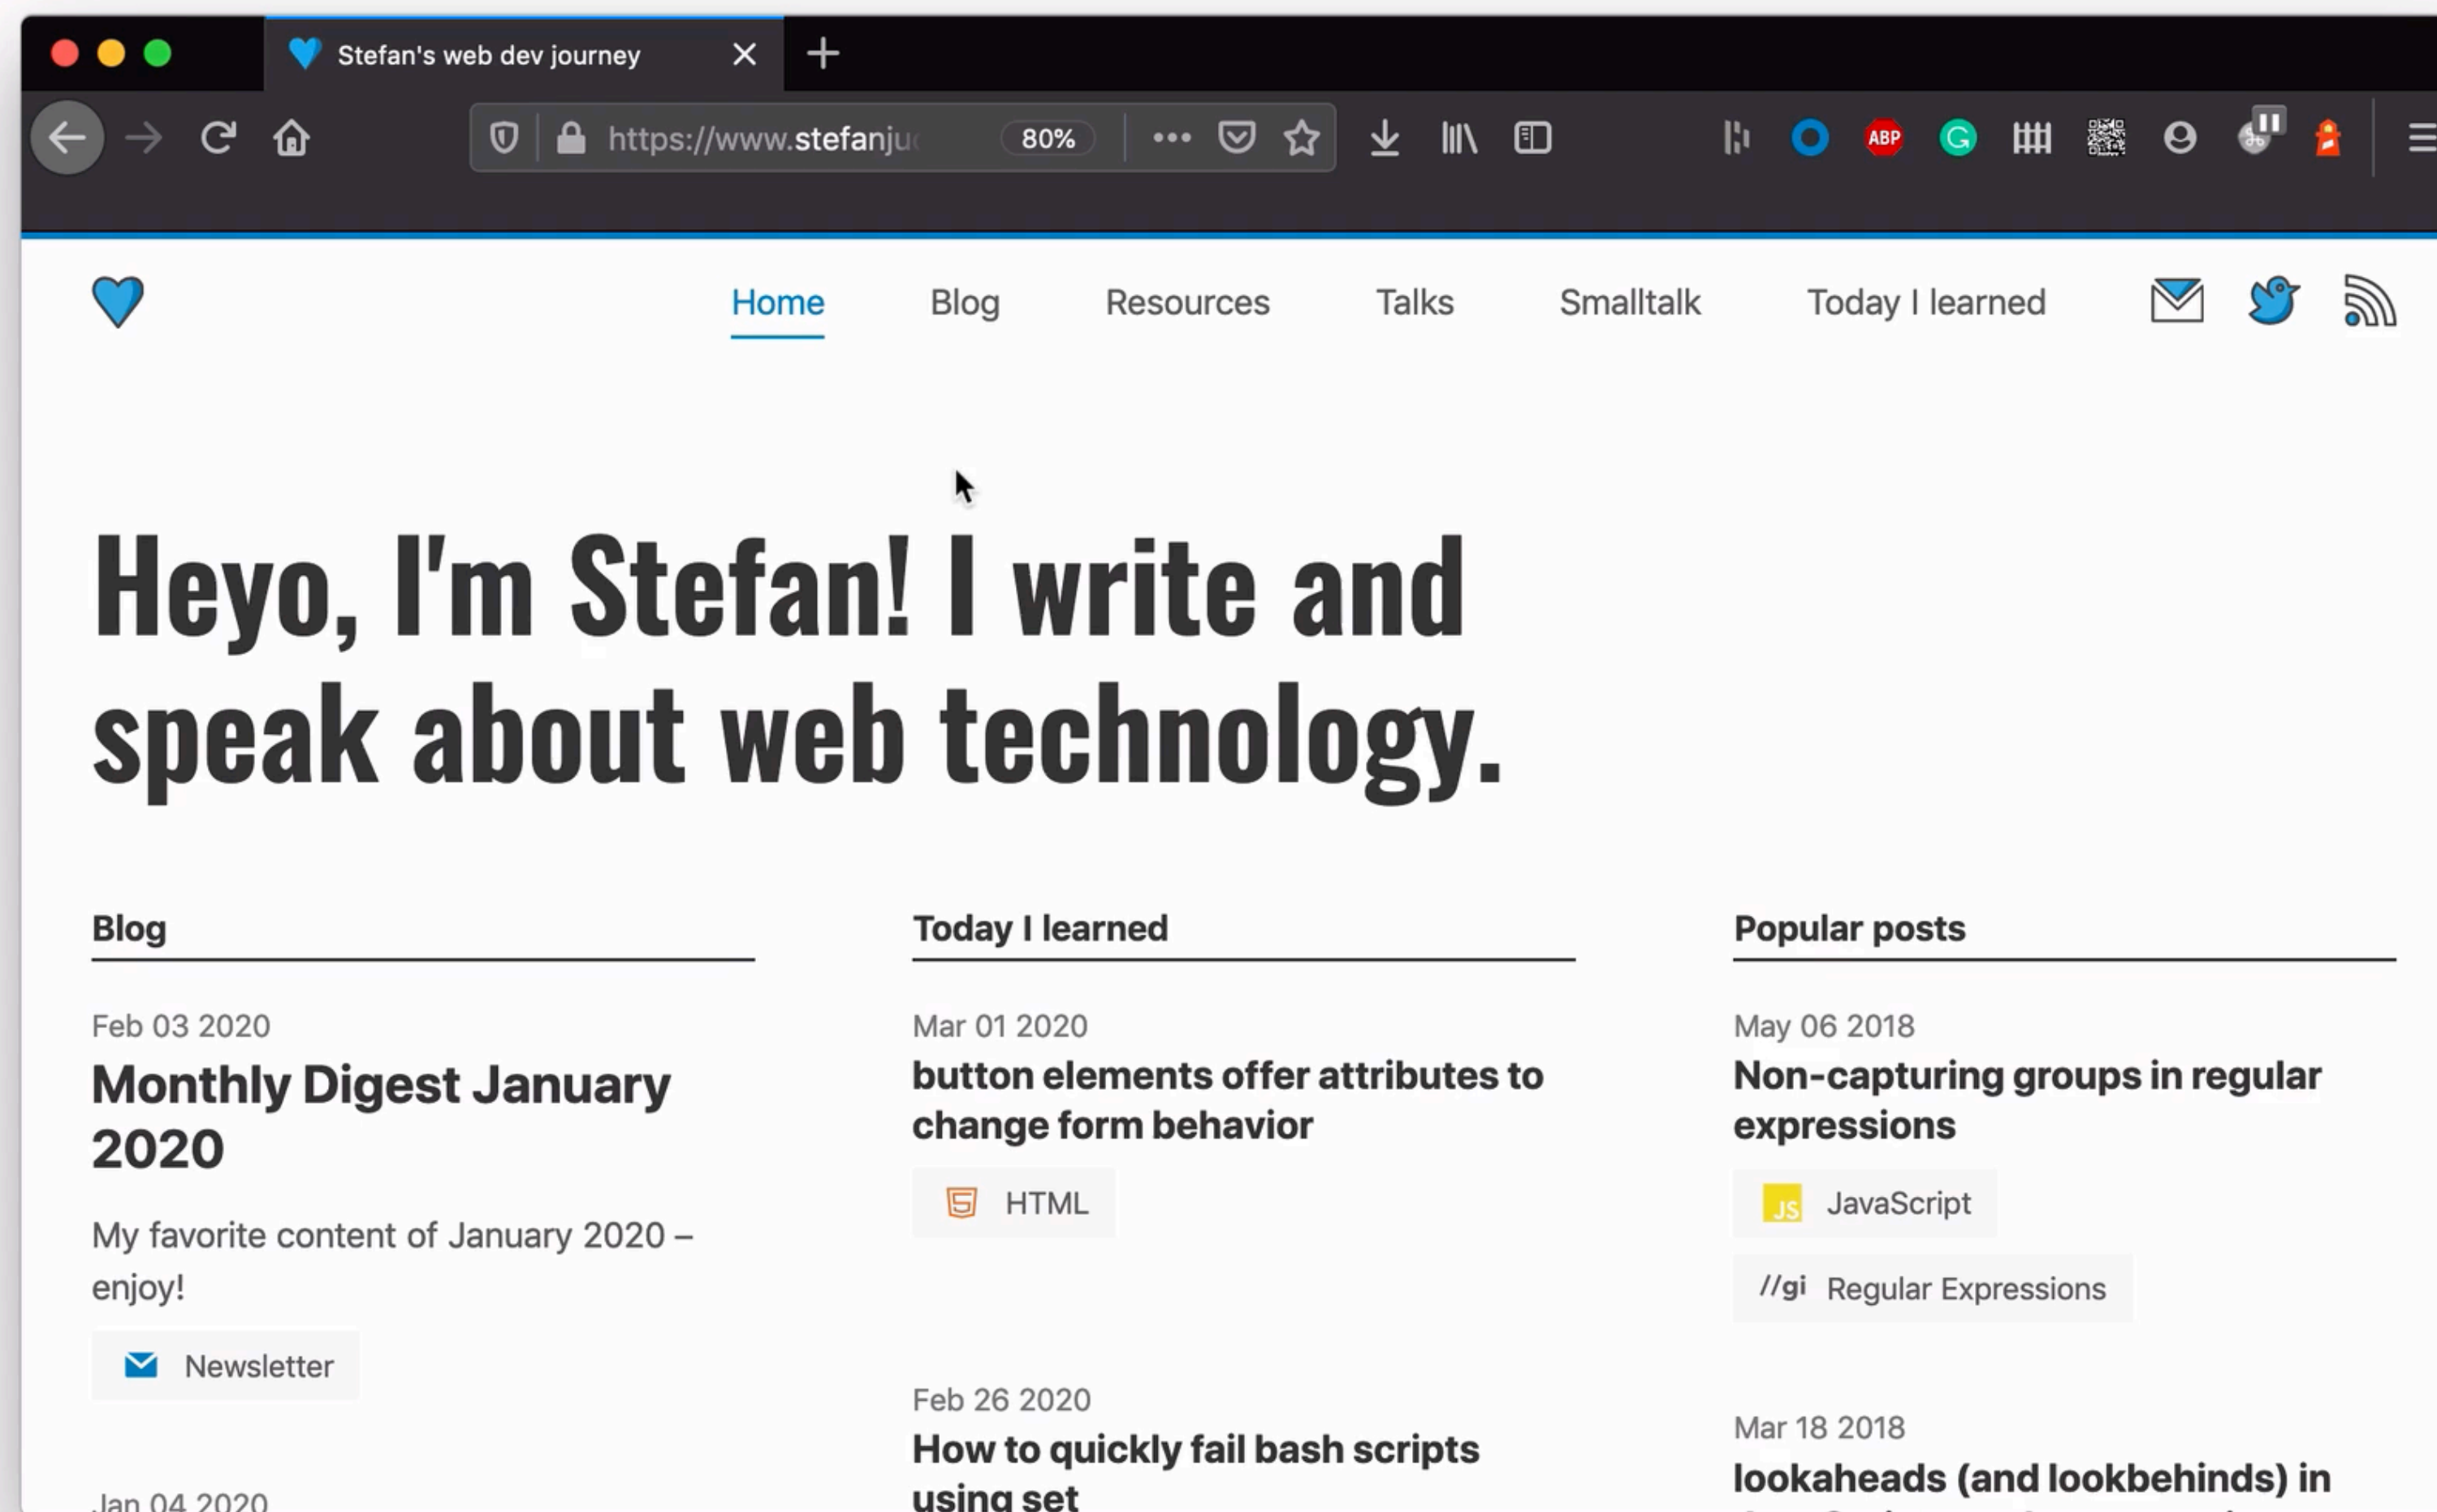 Stefan's web dev journey
https://www.stefanju
80%
ABP
Home Blog Resources Talks Smalltalk Today I learned
Heyo, I'm Stefan! I write and
speak about web technology.
Blog
Feb 03 2020
Monthly Digest January
2020
My favorite content of January 2020 –
enjoy!
Newsletter
Jan 04 2020
Today I learned
Mar 01 2020
button elements offer attributes to
change form behavior
HTML
Feb 26 2020
How to quickly fail bash scripts
using set
Popular posts
May 06 2018
Non-capturing groups in regular
expressions
JS JavaScript
//gi Regular Expressions
Mar 18 2018
lookaheads (and lookbehinds) in